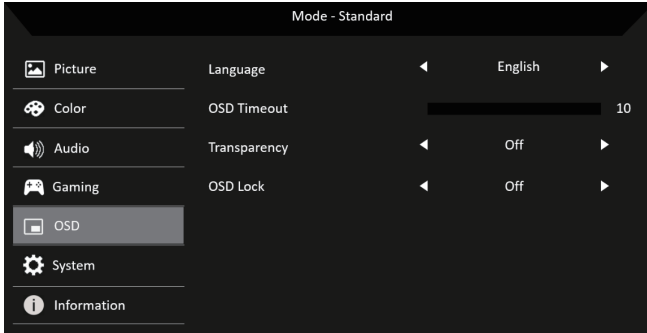 Mode - Standard
Picture
Color
Audio
Gaming
OSD
System
Information
Language English
OSD Timeout 10
Transparency Off
OSD Lock Off